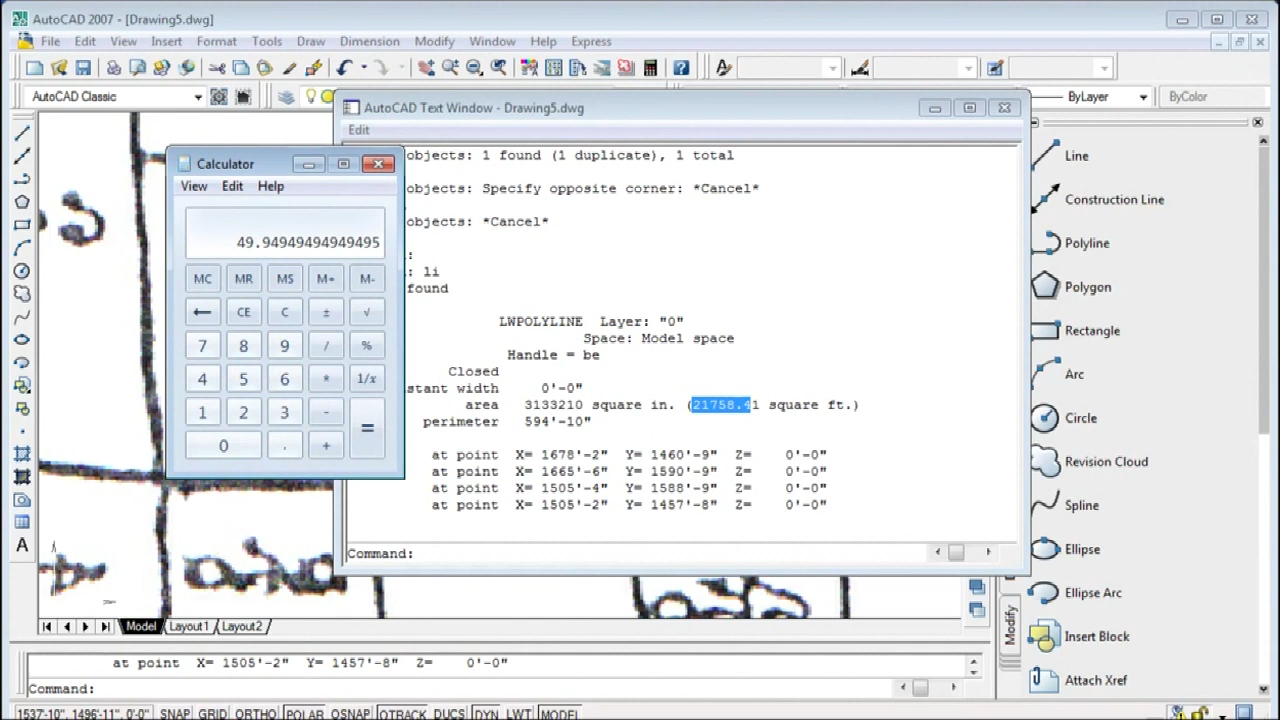 AutoCAD 2007 - [Drawing5.dwg]
File Edit View Insert Format Tools Draw Dimension Modify Window Help Express
AutoCAD Classic
ByLayer
ByColor
AutoCAD Text Window - Drawing5.dwg
Edit
objects: 1 found (1 duplicate), 1 total
objects: Specify opposite corner: *Cancel*
objects: *Cancel*
:
: li
found
LWPOLYLINE Layer: "0"
Space: Model space
Handle = be
Closed
stant width 0'-0"
area 3133210 square in. (21758.41 square ft.)
perimeter 594'-10"
at point X= 1678'-2" Y= 1460'-9" Z= 0'-0"
at point X= 1665'-6" Y= 1590'-9" Z= 0'-0"
at point X= 1505'-4" Y= 1588'-9" Z= 0'-0"
at point X= 1505'-2" Y= 1457'-8" Z= 0'-0"
Command:
Calculator
View Edit Help
49.94949494949495
MC MR MS M+ M-
← CE C ± √
7 8 9 / %
4 5 6 * 1/x
1 2 3 - =
0 . +
Line
Construction Line
Polyline
Polygon
Rectangle
Arc
Circle
Revision Cloud
Spline
Ellipse
Ellipse Arc
Insert Block
Attach Xref
Modify
A
Model Layout1 Layout2
at point X= 1505'-2" Y= 1457'-8" Z= 0'-0"
Command:
1537'-10", 1496'-11", 0'-0" SNAP GRID ORTHO POLAR OSNAP OTRACK DUCS DYN LWT MODEL